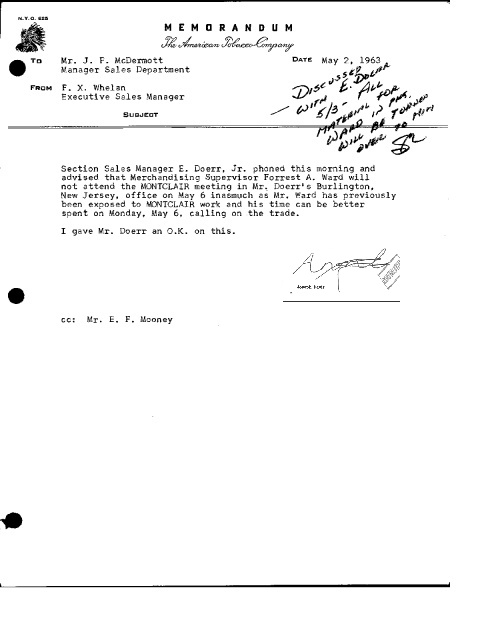 N.Y.O. 625
MEMORANDUM
The American Tobacco Company
TO Mr. J. F. McDermott
Manager Sales Department
DATE May 2, 1963
FROM F. X. Whelan
Executive Sales Manager
SUBJECT
DISCUSSED
WITH E. DOERR
5/3 - ALL
MATERIAL FOR
WARD IN
WILL BE TURNED
OVER TO HIM
Section Sales Manager E. Doerr, Jr. phoned this morning and
advised that Merchandising Supervisor Forrest A. Ward will
not attend the MONTCLAIR meeting in Mr. Doerr's Burlington,
New Jersey, office on May 6 inasmuch as Mr. Ward has previously
been exposed to MONTCLAIR work and his time can be better
spent on Monday, May 6, calling on the trade.
I gave Mr. Doerr an O.K. on this.
cc: Mr. E. F. Mooney